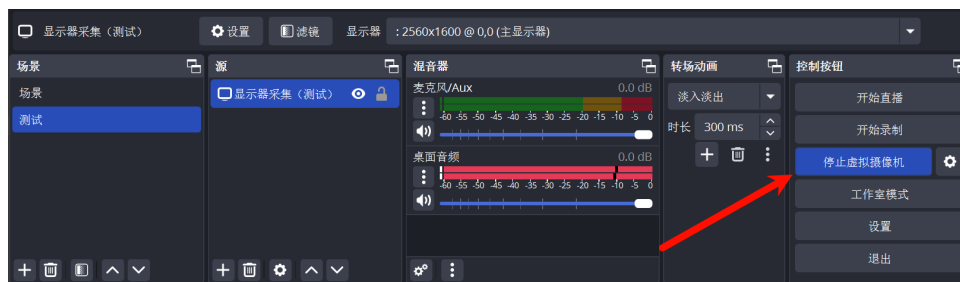 显示器采集（测试） 设置 滤镜 显示器 : 2560x1600 @ 0,0 (主显示器)
场景
场景
测试
源
显示器采集（测试）
混音器
麦克风/Aux 0.0 dB
-60 -55 -50 -45 -40 -35 -30 -25 -20 -15 -10 -5 0
桌面音频 0.0 dB
-60 -55 -50 -45 -40 -35 -30 -25 -20 -15 -10 -5 0
转场动画
淡入淡出
时长 300 ms
控制按钮
开始直播
开始录制
停止虚拟摄像机
工作室模式
设置
退出